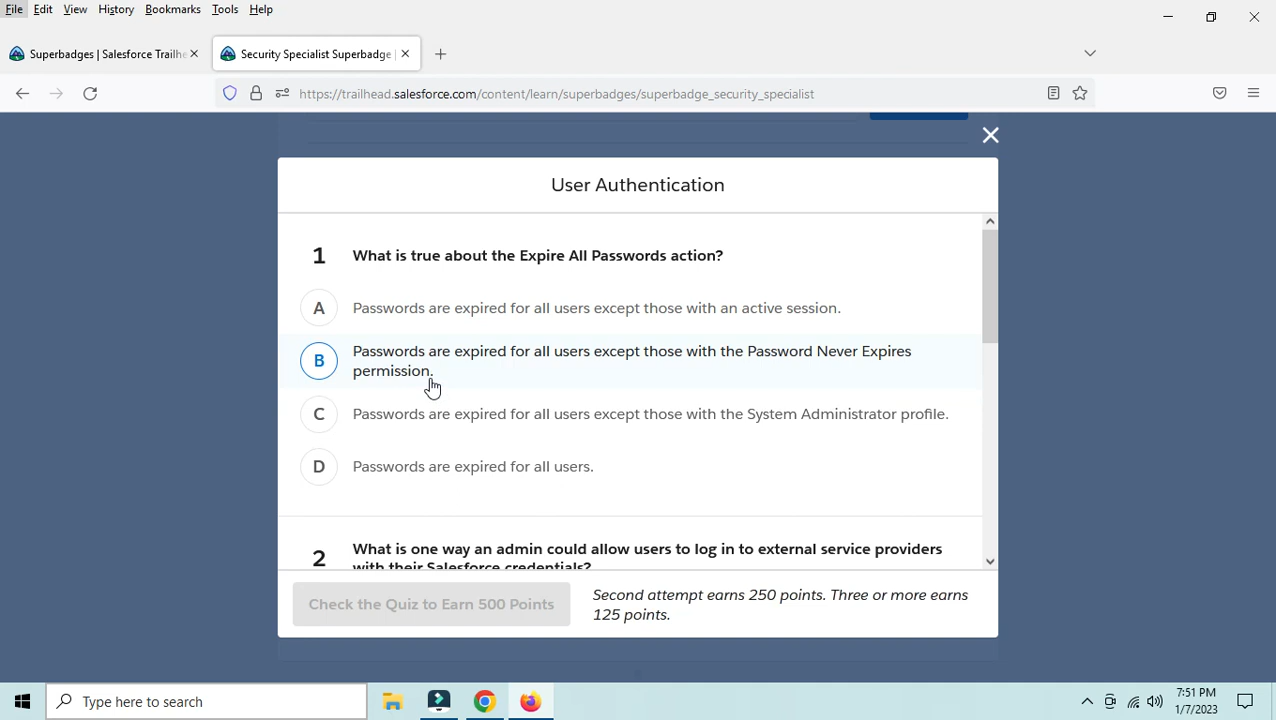 File Edit View History Bookmarks Tools Help
Superbadges | Salesforce Trailhe
Security Specialist Superbadge |
https://trailhead.salesforce.com/content/learn/superbadges/superbadge_security_specialist
User Authentication
1 What is true about the Expire All Passwords action?
A Passwords are expired for all users except those with an active session.
B Passwords are expired for all users except those with the Password Never Expires
permission.
C Passwords are expired for all users except those with the System Administrator profile.
D Passwords are expired for all users.
2 What is one way an admin could allow users to log in to external service providers
with their Salesforce credentials?
Check the Quiz to Earn 500 Points
Second attempt earns 250 points. Three or more earns
125 points.
Type here to search
7:51 PM
1/7/2023